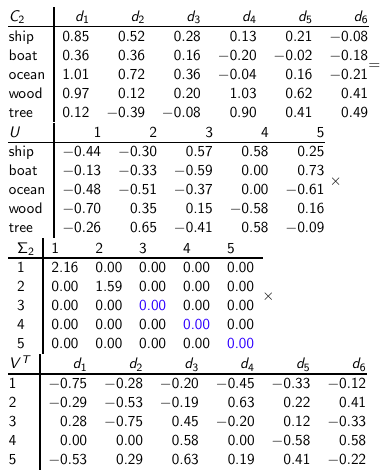 C₂ d₁ d₂ d₃ d₄ d₅ d₆
ship 0.85 0.52 0.28 0.13 0.21 −0.08
boat 0.36 0.36 0.16 −0.20 −0.02 −0.18
ocean 1.01 0.72 0.36 −0.04 0.16 −0.21 =
wood 0.97 0.12 0.20 1.03 0.62 0.41
tree 0.12 −0.39 −0.08 0.90 0.41 0.49
U 1 2 3 4 5
ship −0.44 −0.30 0.57 0.58 0.25
boat −0.13 −0.33 −0.59 0.00 0.73
ocean −0.48 −0.51 −0.37 0.00 −0.61 ×
wood −0.70 0.35 0.15 −0.58 0.16
tree −0.26 0.65 −0.41 0.58 −0.09
Σ₂ 1 2 3 4 5
1 2.16 0.00 0.00 0.00 0.00
2 0.00 1.59 0.00 0.00 0.00
3 0.00 0.00 0.00 0.00 0.00 ×
4 0.00 0.00 0.00 0.00 0.00
5 0.00 0.00 0.00 0.00 0.00
Vᵀ d₁ d₂ d₃ d₄ d₅ d₆
1 −0.75 −0.28 −0.20 −0.45 −0.33 −0.12
2 −0.29 −0.53 −0.19 0.63 0.22 0.41
3 0.28 −0.75 0.45 −0.20 0.12 −0.33
4 0.00 0.00 0.58 0.00 −0.58 0.58
5 −0.53 0.29 0.63 0.19 0.41 −0.22